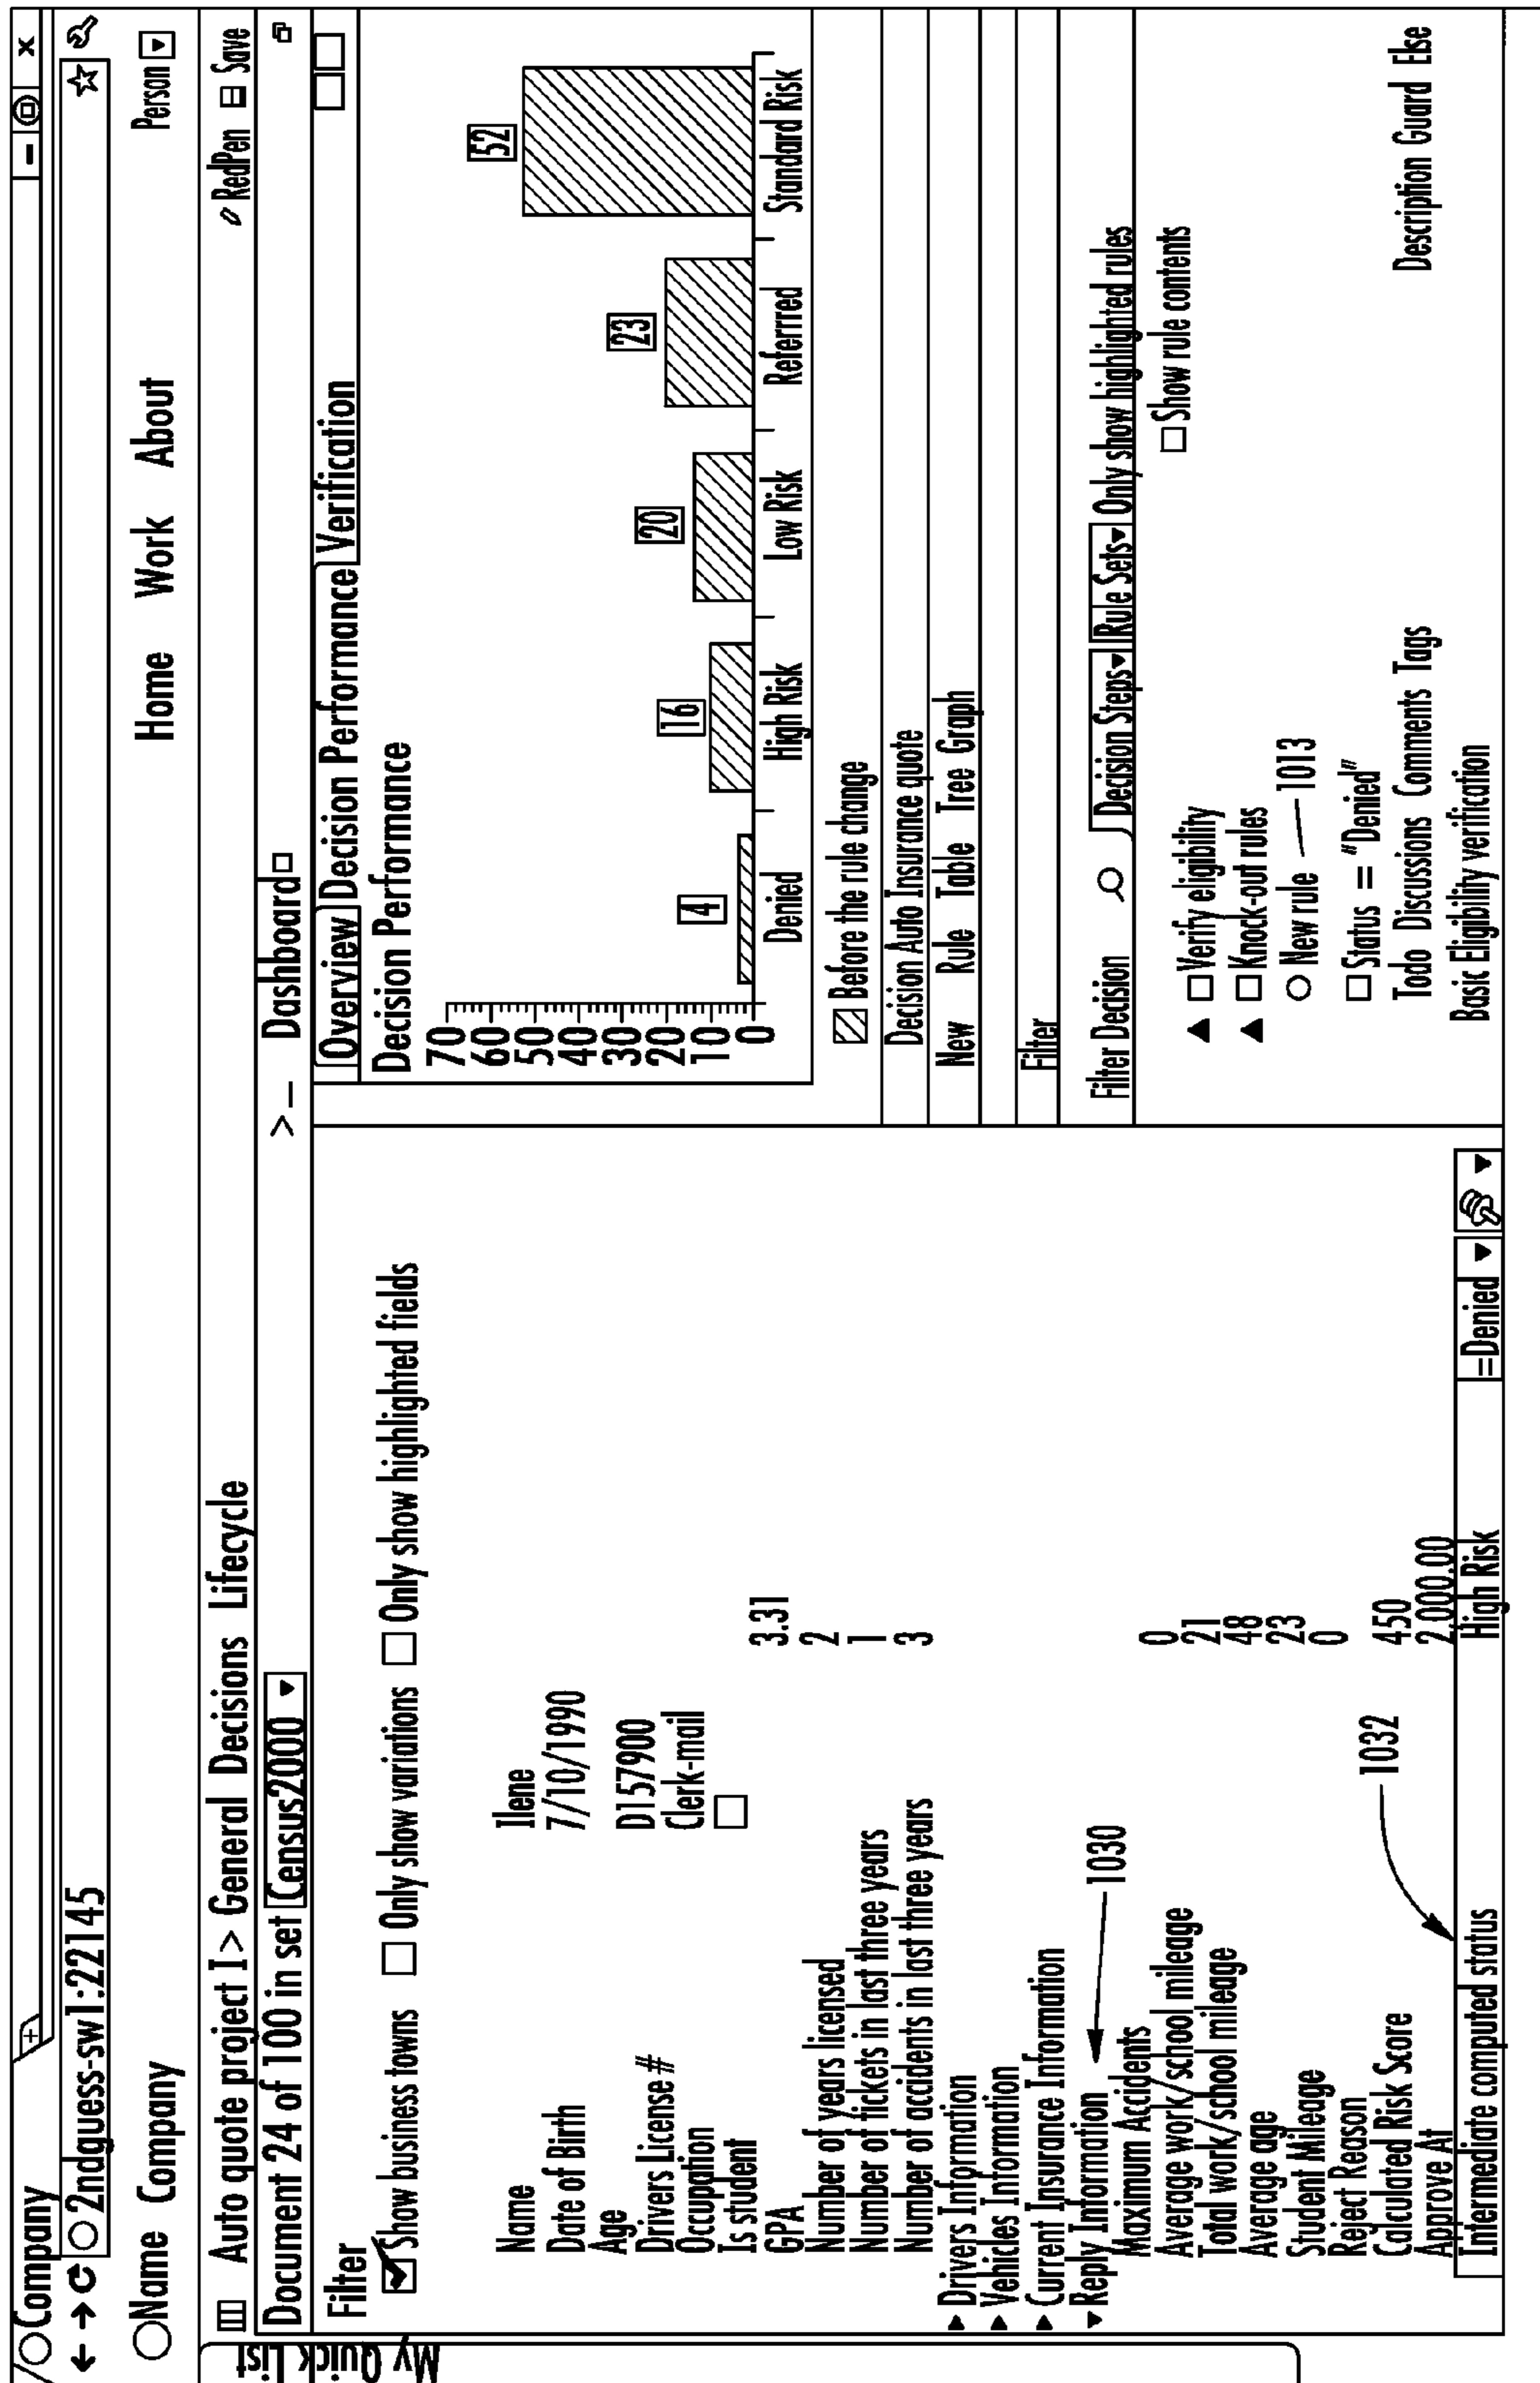 Company
2ndguess-sw1:22145
Name Company Home Work About Person
Auto quote project I > General Decisions Lifecycle RedPen Save
My Quick List
Document 24 of 100 in set Census2000
>_ Dashboard
Filter
Show business towns Only show variations Only show highlighted fields
Name Ilene
Date of Birth 7/10/1990
Age
Drivers License# D157900
Occupation Clerk-mail
Is student
GPA 3.31
Number of years licensed 2
Number of tickets in last three years 1
Number of accidents in last three years 3
Drivers Information
Vehicles Information
Current Insurance Information
Reply Information 1030
Maximum Accidents
Average work/school mileage 0
Total work/school mileage 21
Average age 48
Student Mileage 23
Reject Reason 0
Calculated Risk Score 450
Approve At 2,000.00
1032
Intermediate computed status High Risk =Denied
Overview Decision Performance Verification
Decision Performance
70
60
50
40
30
20
10
0
4 16 20 23 52
Denied High Risk Low Risk Referrred Standard Risk
Before the rule change
Decision Auto Insurance quote
New Rule Table Tree Graph
Filter
Filter Decision Decision Steps Rule Sets Only show highlighted rules
Show rule contents
Verify eligibility
Knock-out rules
New rule 1013
Status = "Denied"
Todo Discussions Comments Tags Description Guard Else
Basic Eligibility verification